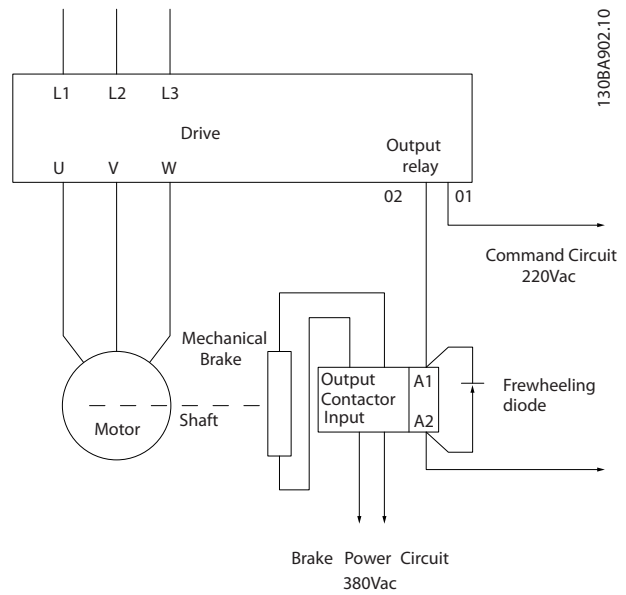 130BA902.10
L1 L2 L3
Drive
Output
relay
U V W
02 01
Command Circuit
220Vac
Mechanical
Brake
Output
Contactor
Input
A1
A2
Frewheeling
diode
Shaft
Motor
Brake Power Circuit
380Vac